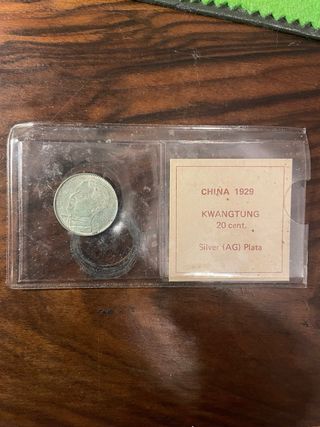 CHINA 1929
KWANGTUNG
20 cent.
Silver (AG) Plata